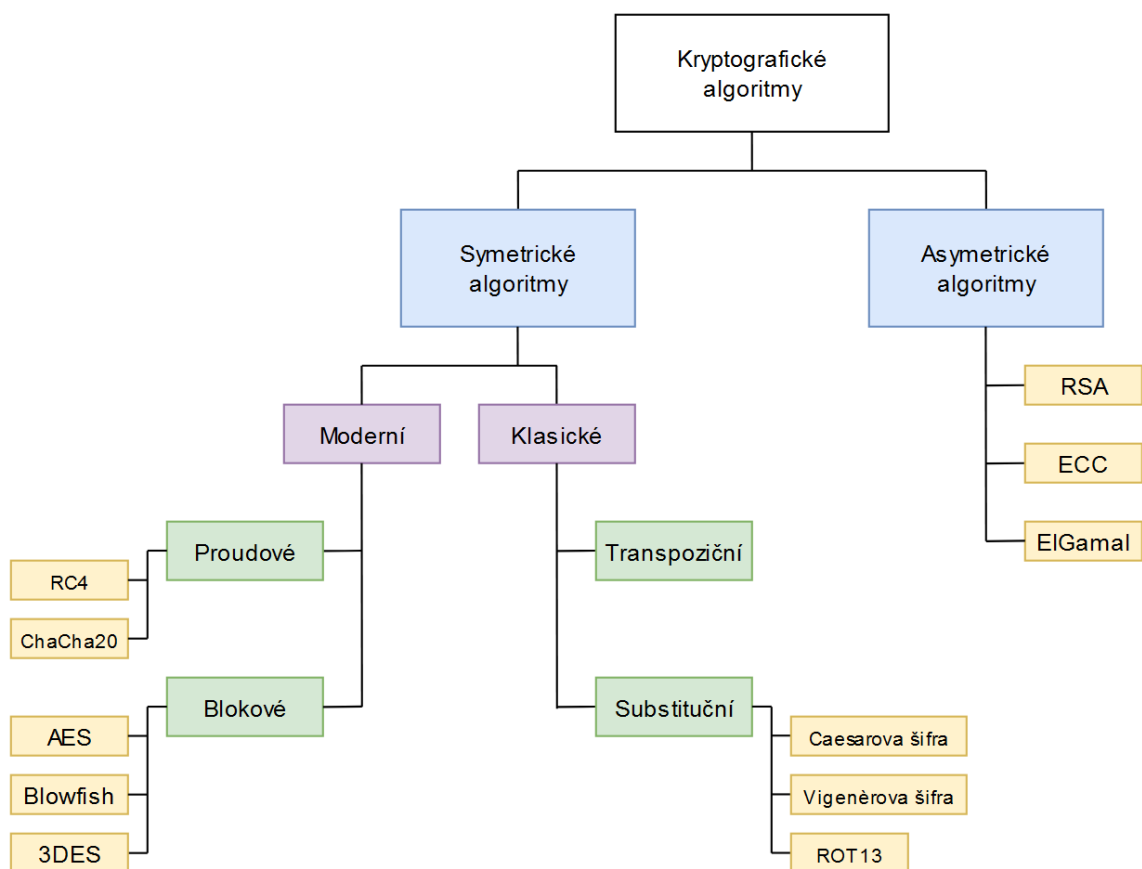 Kryptografické
algoritmy
Symetrické
algoritmy
Asymetrické
algoritmy
RSA
Moderní
Klasické
ECC
Proudové
Transpoziční
ElGamal
RC4
ChaCha20
Blokové
Substituční
AES
Caesarova šifra
Blowfish
Vigenèrova šifra
3DES
ROT13